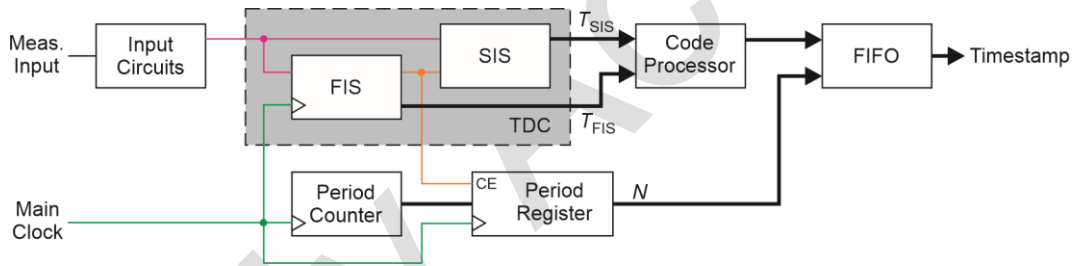 Meas.
Input
Input
Circuits
FIS
SIS
TDC
T_SIS
T_FIS
Code
Processor
FIFO
Timestamp
Main
Clock
Period
Counter
CE
Period
Register
N